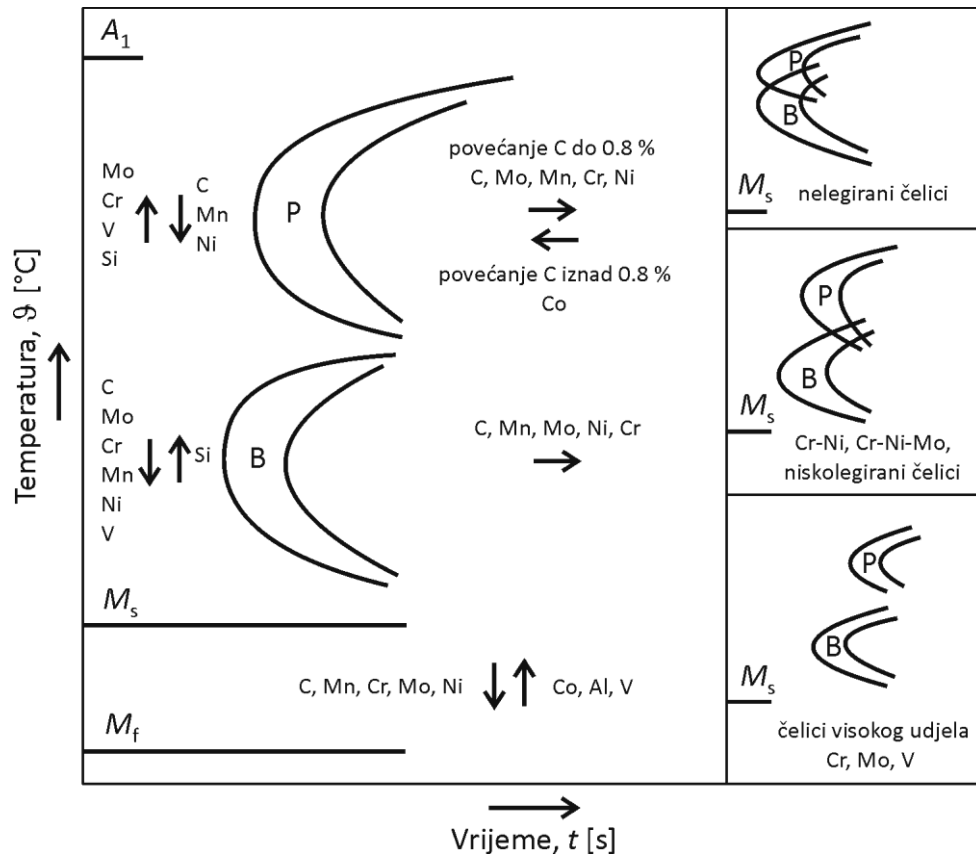 A1
Mo
Cr
V
Si
C
Mn
Ni
P
povećanje C do 0.8 %
C, Mo, Mn, Cr, Ni
povećanje C iznad 0.8 %
Co
Temperatura, ϑ [°C]
C
Mo
Cr
Mn
Ni
V
Si
B
C, Mn, Mo, Ni, Cr
Ms
C, Mn, Cr, Mo, Ni
Co, Al, V
Mf
P
B
Ms
nelegirani čelici
P
B
Ms
Cr-Ni, Cr-Ni-Mo,
niskolegirani čelici
P
B
Ms
čelici visokog udjela
Cr, Mo, V
Vrijeme, t [s]